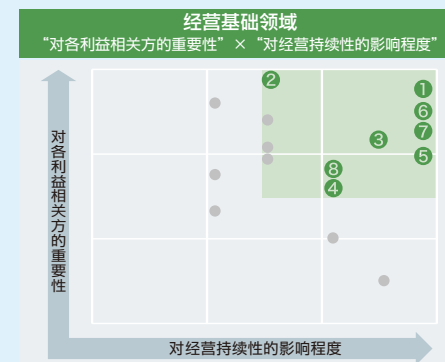 经营基础领域
“对各利益相关方的重要性”×“对经营持续性的影响程度”
对各利益相关方的重要性
②
①
⑥
⑦
③
⑤
⑧
④
对经营持续性的影响程度